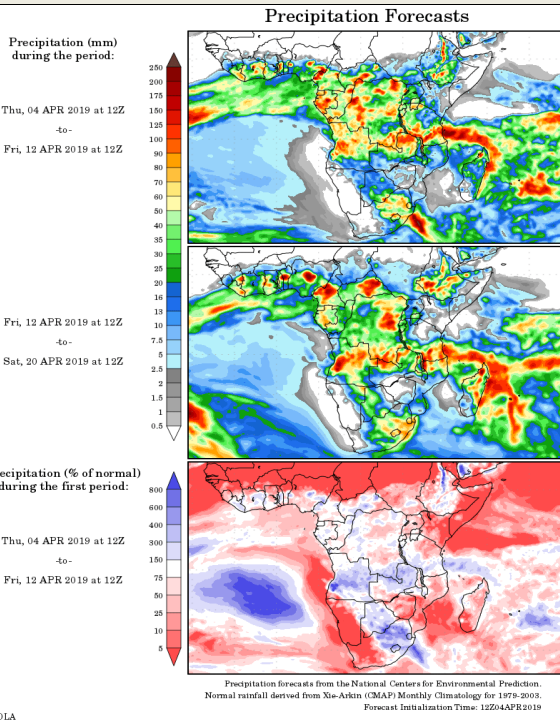 Precipitation Forecasts
Precipitation (mm)
during the period:
Thu, 04 APR 2019 at 12Z
-to-
Fri, 12 APR 2019 at 12Z
250
200
175
150
125
100
90
80
70
60
50
40
35
30
25
20
16
13
10
7.5
5
2.5
2
1.5
1
0.5
Fri, 12 APR 2019 at 12Z
-to-
Sat, 20 APR 2019 at 12Z
ecipitation (% of normal)
during the first period:
Thu, 04 APR 2019 at 12Z
-to-
Fri, 12 APR 2019 at 12Z
800
600
400
300
150
75
50
25
10
5
Precipitation forecasts from the National Centers for Environmental Prediction.
Normal rainfall derived from Xie-Arkin (CMAP) Monthly Climatology for 1979-2003.
Forecast Initialization Time: 12Z04APR2019
OLA